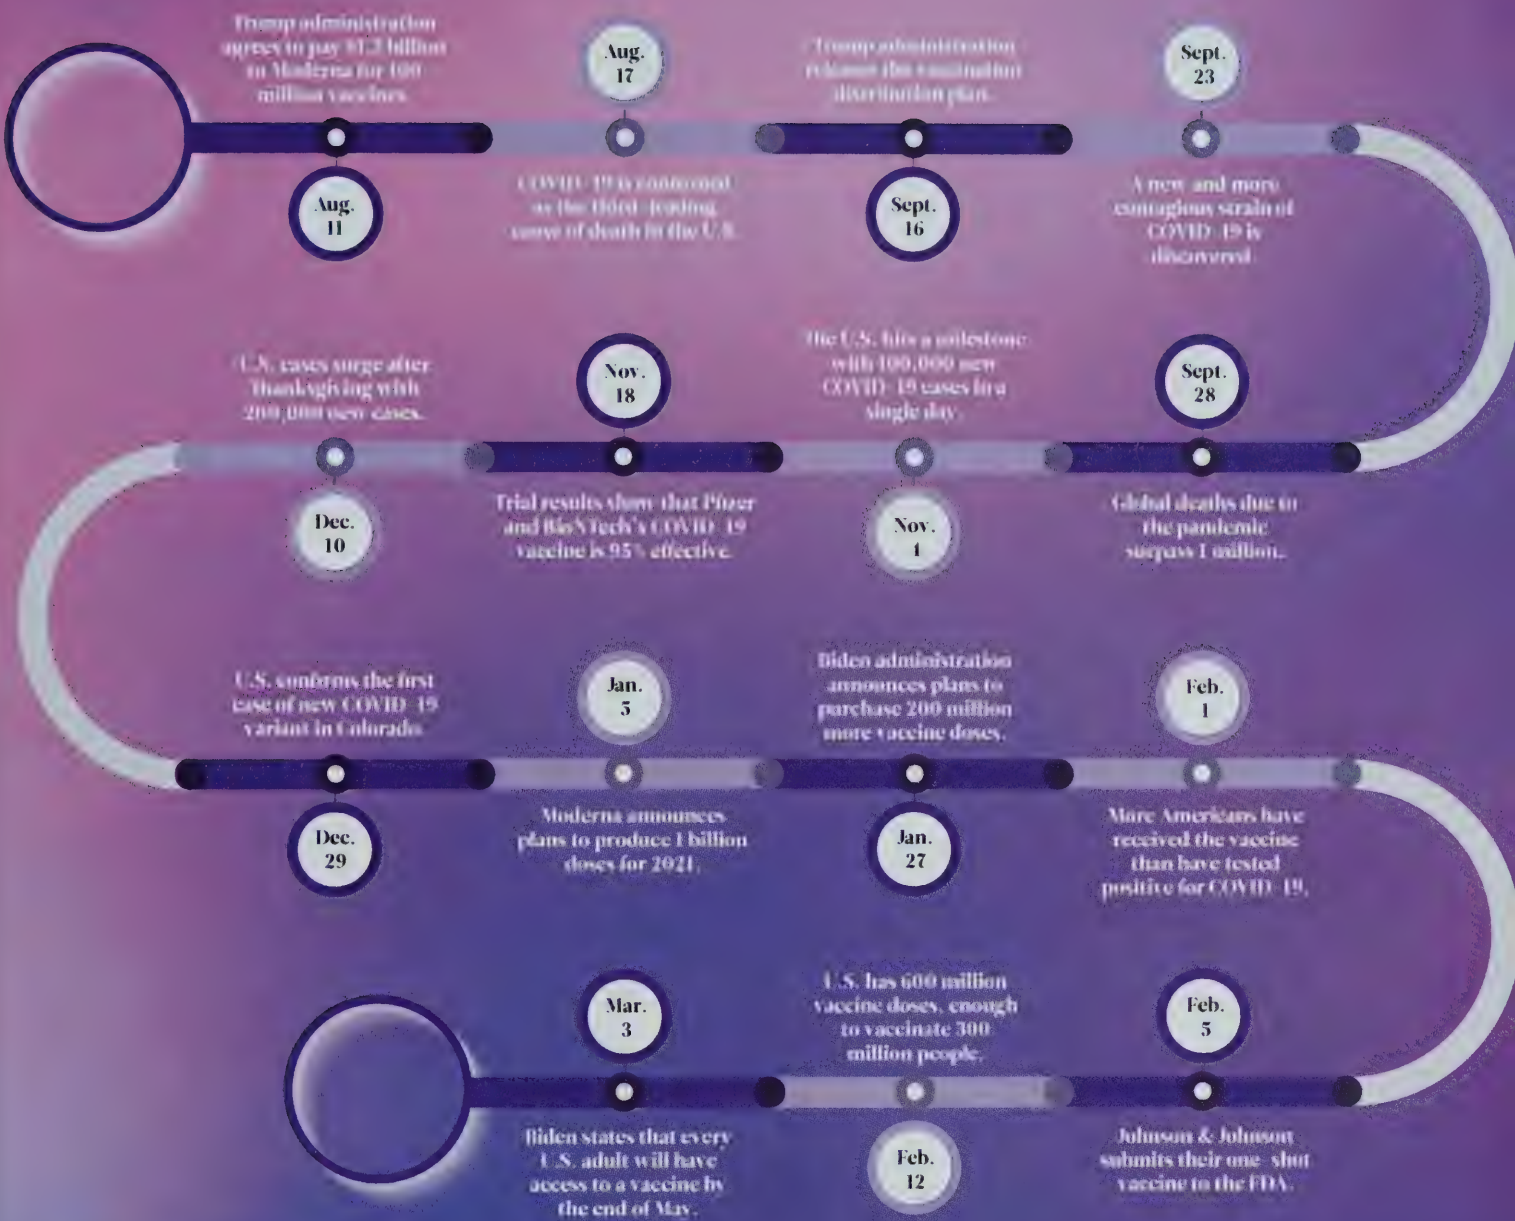 Trump administration
agrees to pay $1.5 billion
to Moderna for 100
million vaccines.
Aug.
11
Aug.
17
COVID-19 is confirmed
as the third-leading
cause of death in the U.S.
Trump administration
releases the vaccination
distribution plan.
Sept.
16
Sept.
23
A new and more
contagious strain of
COVID-19 is
discovered.
Sept.
28
Global deaths due to
the pandemic
surpass 1 million.
The U.S. hits a milestone
with 100,000 new
COVID-19 cases in a
single day.
Nov.
4
Nov.
18
Trial results show that Pfizer
and BioNTech's COVID-19
vaccine is 95% effective.
U.S. cases surge after
Thanksgiving with
200,000 new cases.
Dec.
10
U.S. confirms the first
case of new COVID-19
variant in Colorado.
Dec.
29
Jan.
5
Moderna announces
plans to produce 1 billion
doses for 2021.
Biden administration
announces plans to
purchase 200 million
more vaccine doses.
Jan.
27
Feb.
1
More Americans have
received the vaccine
than have tested
positive for COVID-19.
Feb.
5
Johnson & Johnson
submits their one-shot
vaccine to the FDA.
U.S. has 600 million
vaccine doses, enough
to vaccinate 300
million people.
Feb.
12
Mar.
3
Biden states that every
U.S. adult will have
access to a vaccine by
the end of May.